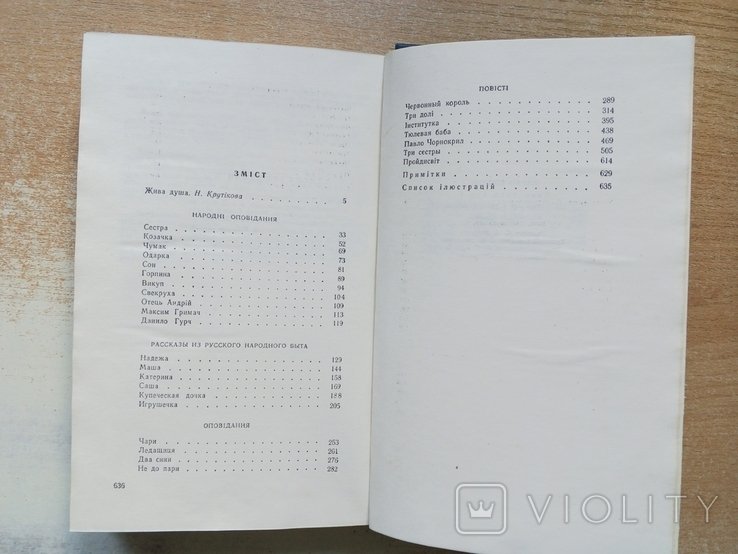 ЗМІСТ
Жива душа. Н. Крутікова . . . . . . . . . 5
НАРОДНІ ОПОВІДАННЯ
Сестра . . . . . . . . . 33
Козачка . . . . . . . . . 52
Чумак . . . . . . . . . 69
Одарка . . . . . . . . . 73
Сон . . . . . . . . . 81
Горпина . . . . . . . . . 89
Викуп . . . . . . . . . 94
Свекруха . . . . . . . . . 104
Отець Андрій . . . . . . . . . 109
Максим Гримач . . . . . . . . . 113
Данило Гурч . . . . . . . . . 119
РАССКАЗЫ ИЗ РУССКОГО НАРОДНОГО БЫТА
Надежа . . . . . . . . . 129
Маша . . . . . . . . . 144
Катерина . . . . . . . . . 158
Саша . . . . . . . . . 169
Купеческая дочка . . . . . . . . . 188
Игрушечка . . . . . . . . . 205
ОПОВІДАННЯ
Чари . . . . . . . . . 253
Ледащиця . . . . . . . . . 261
Два сини . . . . . . . . . 276
Не до пари . . . . . . . . . 282
636
ПОВІСТІ
Червонный король . . . . . . . . . 289
Три долі . . . . . . . . . 314
Інститутка . . . . . . . . . 395
Тюлевая баба . . . . . . . . . 438
Павло Чорнокрил . . . . . . . . . 469
Три сестры . . . . . . . . . 505
Пройдисвіт . . . . . . . . . 614
Примітки . . . . . . . . . 629
Список ілюстрацій . . . . . . . . . 635
VIOLITY